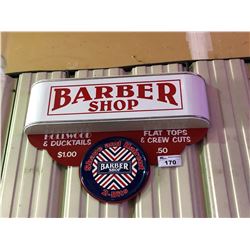 BARBER
SHOP
HOLLYWOOD
& DUCKTAILS
$1.00
FLAT TOPS
& CREW CUTS
.50
170
BARBER